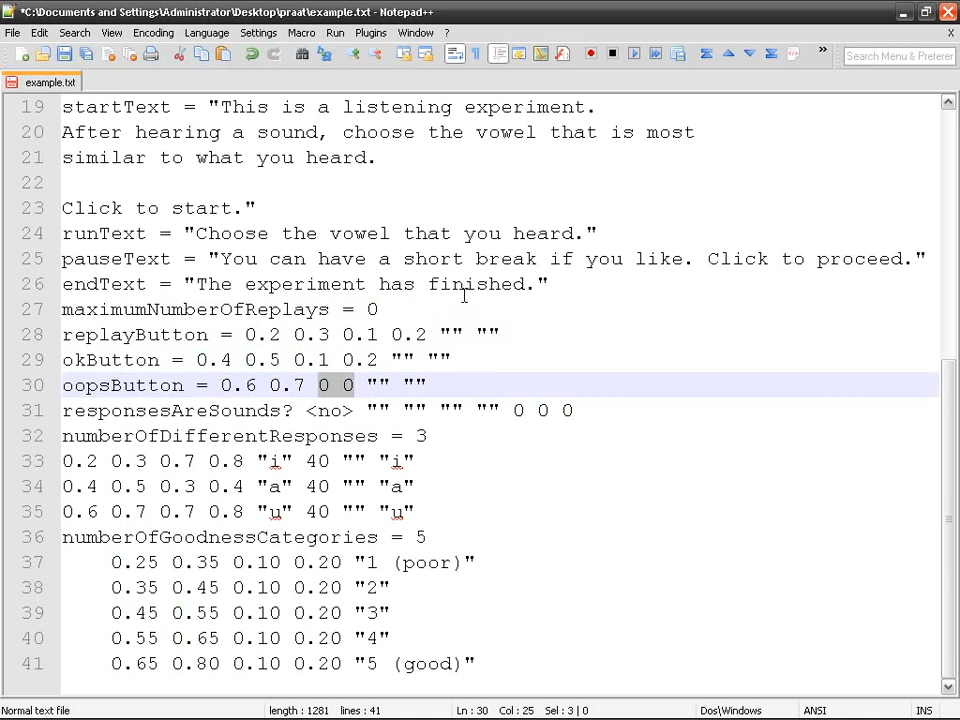 *C:\Documents and Settings\Administrator\Desktop\praat\example.txt - Notepad++
File Edit Search View Encoding Language Settings Macro Run Plugins Window ? X
» Search Menu & Preferer
example.txt
19 startText = "This is a listening experiment.
20 After hearing a sound, choose the vowel that is most
21 similar to what you heard.
22
23 Click to start."
24 runText = "Choose the vowel that you heard."
25 pauseText = "You can have a short break if you like. Click to proceed."
26 endText = "The experiment has finished."
27 maximumNumberOfReplays = 0
28 replayButton = 0.2 0.3 0.1 0.2 "" ""
29 okButton = 0.4 0.5 0.1 0.2 "" ""
30 oopsButton = 0.6 0.7 0 0 "" ""
31 responsesAreSounds? <no> "" "" "" "" 0 0 0
32 numberOfDifferentResponses = 3
33 0.2 0.3 0.7 0.8 "i" 40 "" "i"
34 0.4 0.5 0.3 0.4 "a" 40 "" "a"
35 0.6 0.7 0.7 0.8 "u" 40 "" "u"
36 numberOfGoodnessCategories = 5
37 0.25 0.35 0.10 0.20 "1 (poor)"
38 0.35 0.45 0.10 0.20 "2"
39 0.45 0.55 0.10 0.20 "3"
40 0.55 0.65 0.10 0.20 "4"
41 0.65 0.80 0.10 0.20 "5 (good)"
Normal text file length : 1281 lines : 41 Ln : 30 Col : 25 Sel : 3 | 0 Dos\Windows ANSI INS